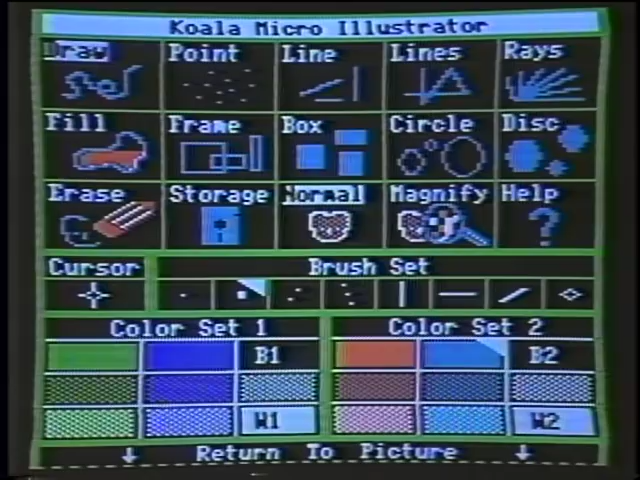 Koala Micro Illustrator
Draw Point Line Lines Rays
Fill Frame Box Circle Disc
Erase Storage Normal Magnify Help
?
Cursor Brush Set
Color Set 1 Color Set 2
B1 B2
W1 W2
↓ Return To Picture ↓